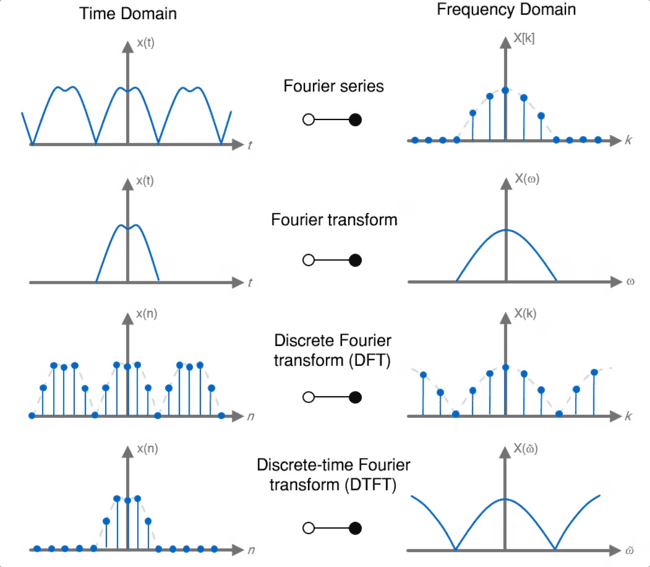 Time Domain
Frequency Domain
x(t)
t
Fourier series
X[k]
k
x(t)
t
Fourier transform
X(ω)
ω
x(n)
n
Discrete Fourier
transform (DFT)
X(k)
k
x(n)
n
Discrete-time Fourier
transform (DTFT)
X(ω̃)
ω̃